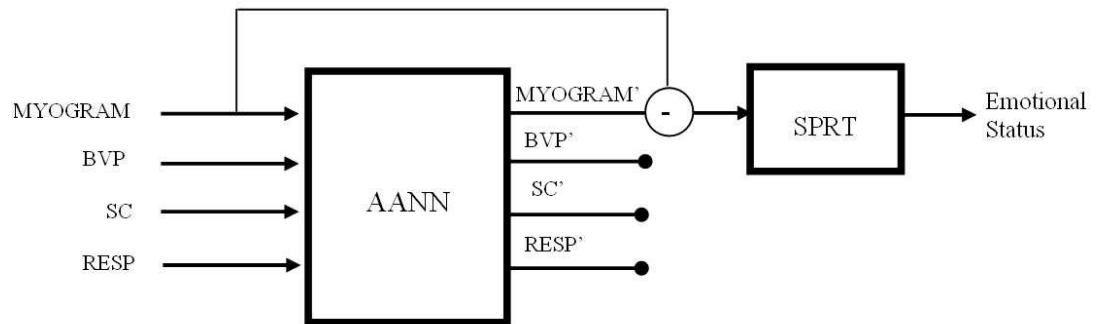 MYOGRAM
BVP
SC
RESP
AANN
MYOGRAM’
BVP’
SC’
RESP’
-
SPRT
Emotional
Status